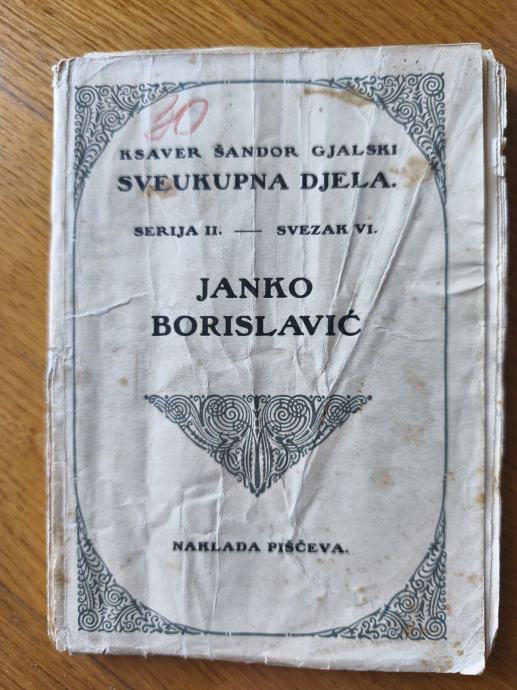 30
KSAVER ŠANDOR GJALSKI
SVEUKUPNA DJELA.
SERIJA II. — SVEZAK VI.
JANKO
BORISLAVIĆ
NAKLADA PIŠČEVA.